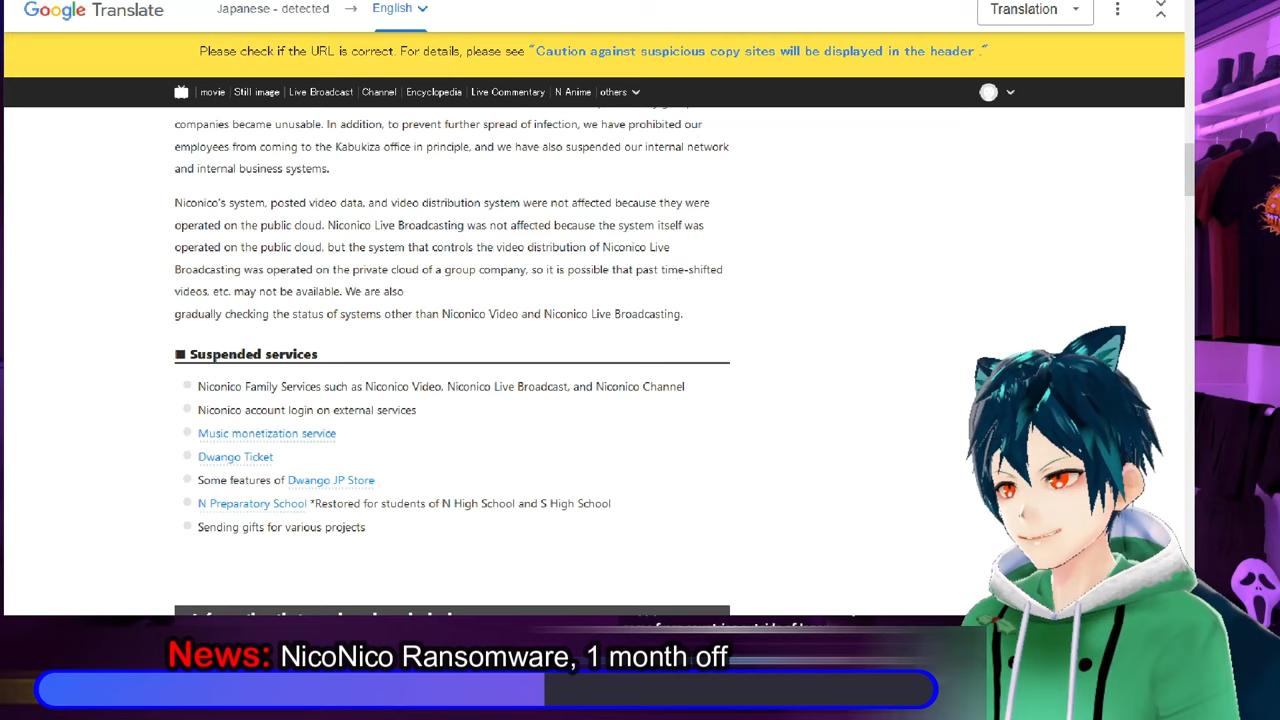 Google Translate
Japanese - detected → English
Translation
Please check if the URL is correct. For details, please see "Caution against suspicious copy sites will be displayed in the header ."
movie Still image Live Broadcast Channel Encyclopedia Live Commentary N Anime others
companies became unusable. In addition, to prevent further spread of infection, we have prohibited our
employees from coming to the Kabukiza office in principle, and we have also suspended our internal network
and internal business systems.
Niconico's system, posted video data, and video distribution system were not affected because they were
operated on the public cloud. Niconico Live Broadcasting was not affected because the system itself was
operated on the public cloud, but the system that controls the video distribution of Niconico Live
Broadcasting was operated on the private cloud of a group company, so it is possible that past time-shifted
videos, etc. may not be available. We are also
gradually checking the status of systems other than Niconico Video and Niconico Live Broadcasting.
■ Suspended services
Niconico Family Services such as Niconico Video, Niconico Live Broadcast, and Niconico Channel
Niconico account login on external services
Music monetization service
Dwango Ticket
Some features of Dwango JP Store
N Preparatory School *Restored for students of N High School and S High School
Sending gifts for various projects
News: NicoNico Ransomware, 1 month off